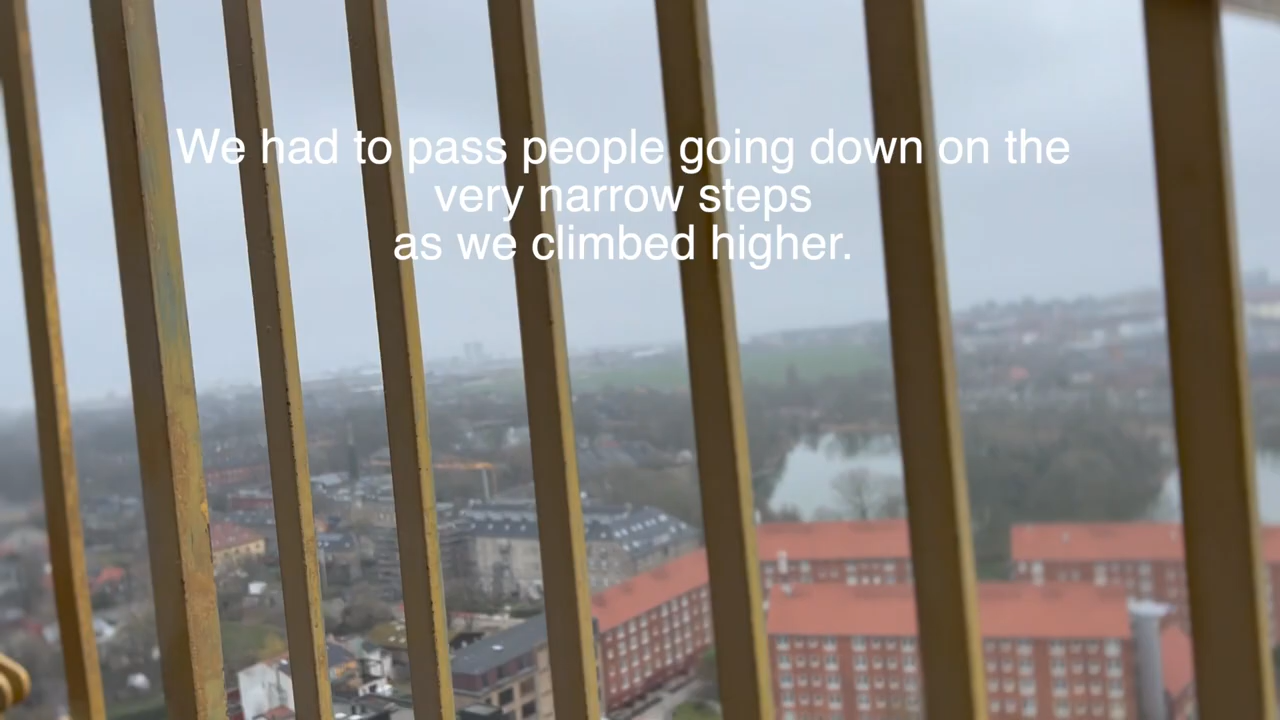 We had to pass people going down on the
very narrow steps
as we climbed higher.